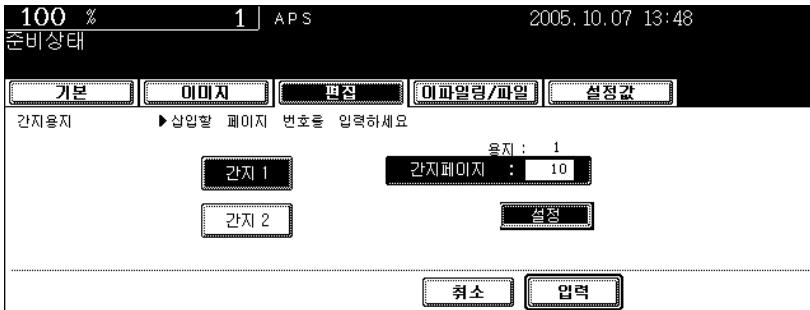 100 % 1 APS 2005.10.07 13:48
준비상태
기본 이미지 편집 이파일링/파일 설정값
간지용지 ▶삽입할 페이지 번호를 입력하세요
용지 : 1
간지 1 간지페이지 : 10
간지 2 설정
취소 입력